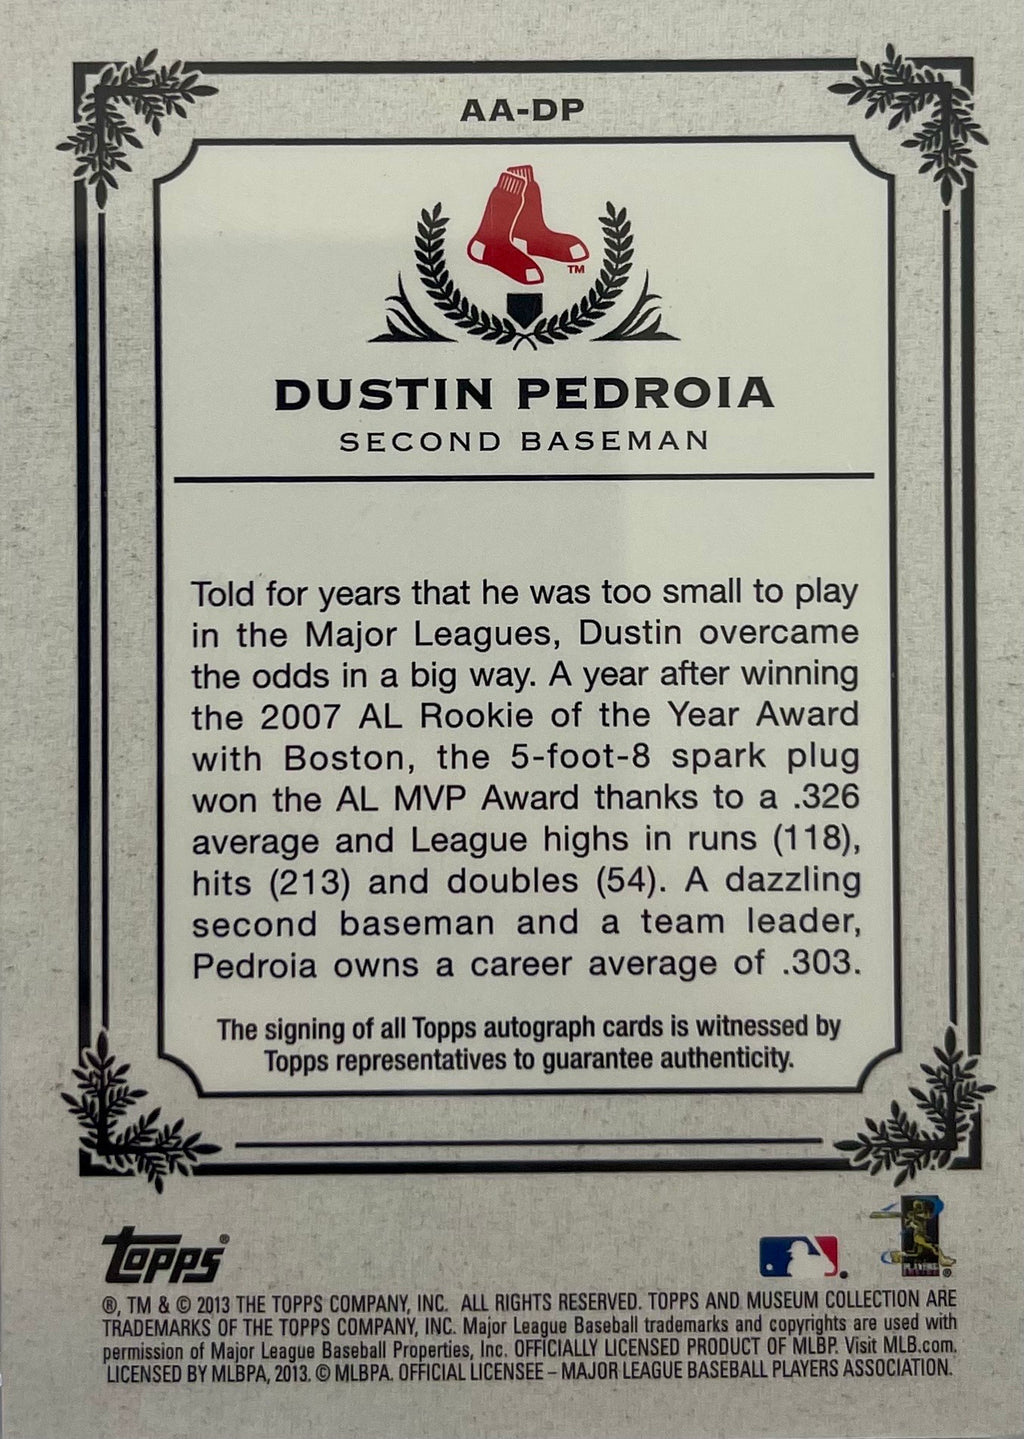 AA-DP
TM
DUSTIN PEDROIA
SECOND BASEMAN
Told for years that he was too small to play
in the Major Leagues, Dustin overcame
the odds in a big way. A year after winning
the 2007 AL Rookie of the Year Award
with Boston, the 5-foot-8 spark plug
won the AL MVP Award thanks to a .326
average and League highs in runs (118),
hits (213) and doubles (54). A dazzling
second baseman and a team leader,
Pedroia owns a career average of .303.
The signing of all Topps autograph cards is witnessed by
Topps representatives to guarantee authenticity.
topps®
PLAYERS ®
®, TM & © 2013 THE TOPPS COMPANY, INC. ALL RIGHTS RESERVED. TOPPS AND MUSEUM COLLECTION ARE
TRADEMARKS OF THE TOPPS COMPANY, INC. Major League Baseball trademarks and copyrights are used with
permission of Major League Baseball Properties, Inc. OFFICIALLY LICENSED PRODUCT OF MLBP. Visit MLB.com.
LICENSED BY MLBPA, 2013. © MLBPA. OFFICIAL LICENSEE – MAJOR LEAGUE BASEBALL PLAYERS ASSOCIATION.